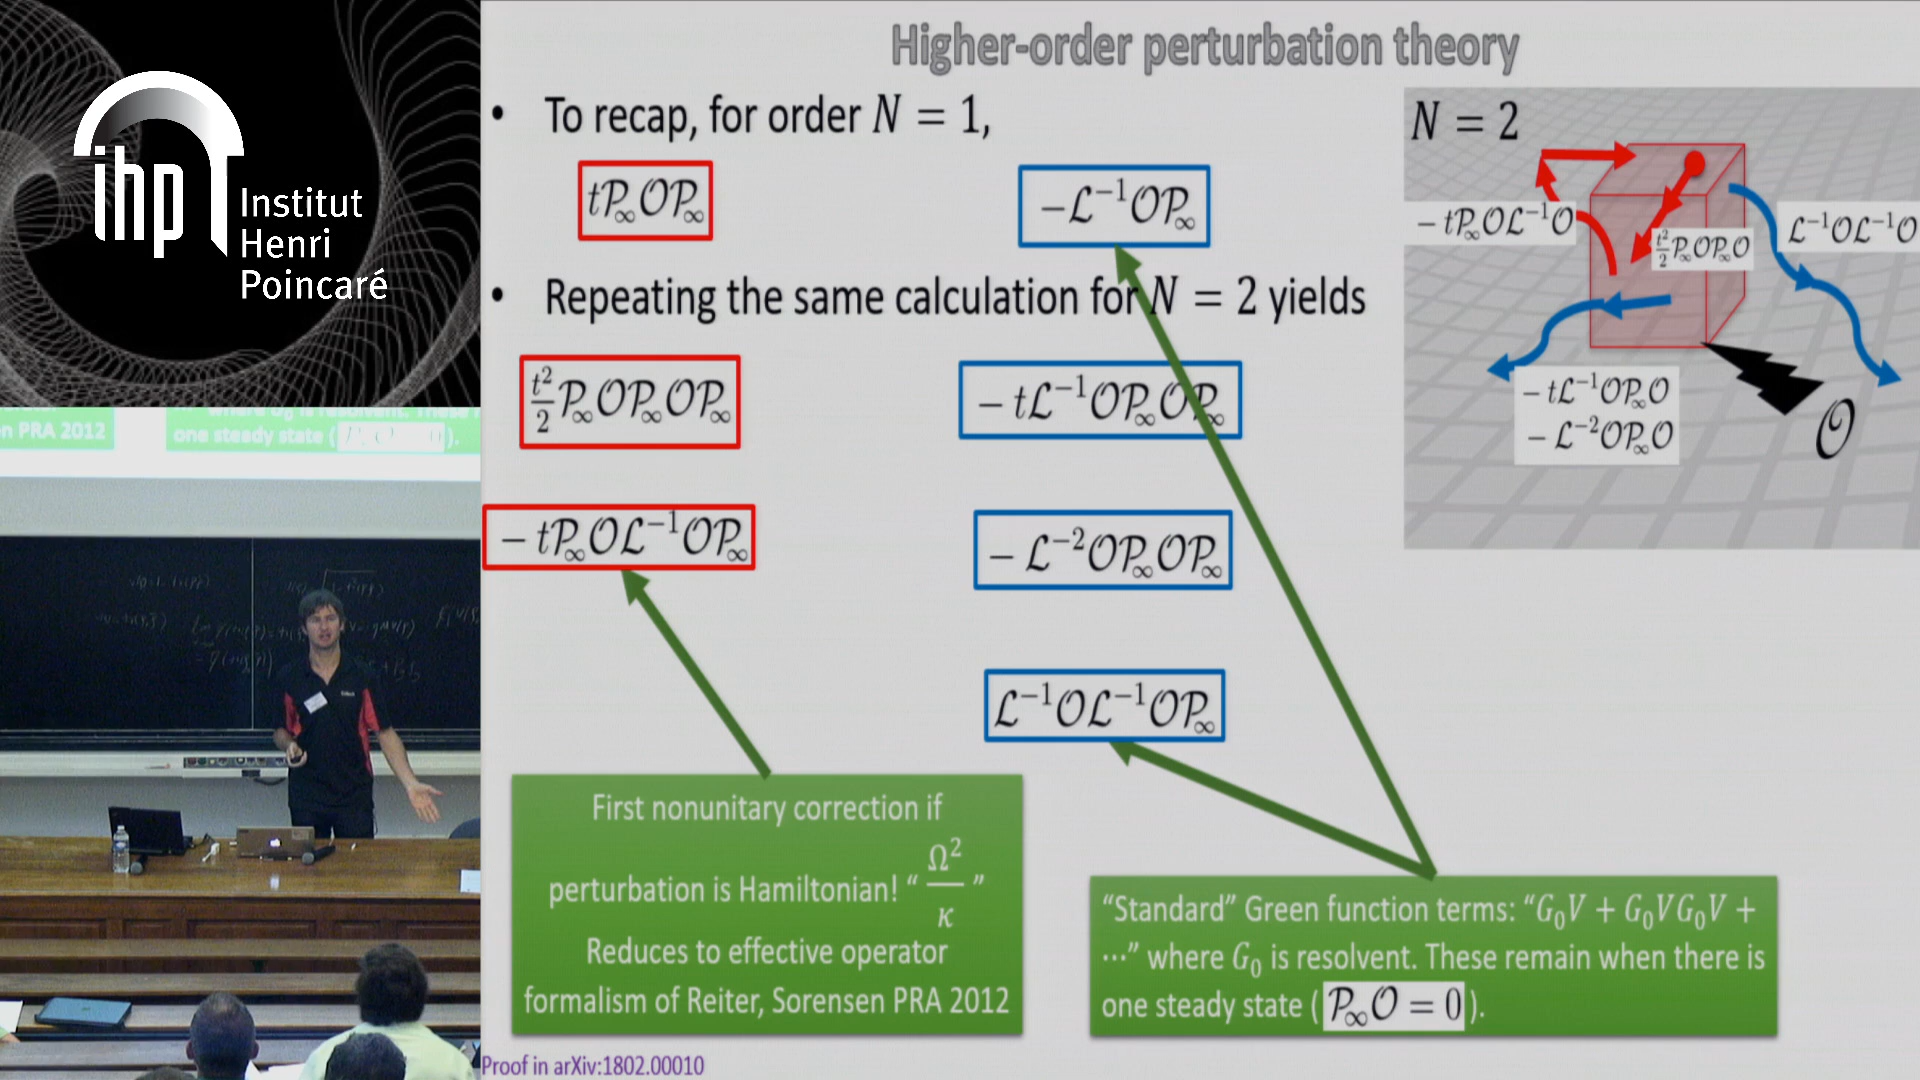 ihp
Institut
Henri
Poincaré
n PRA 2012
one steady state (
).
Higher-order perturbation theory
• To recap, for order N = 1,
t𝒫∞𝒪𝒫∞
−ℒ⁻¹𝒪𝒫∞
• Repeating the same calculation for N = 2 yields
t²/2 𝒫∞𝒪𝒫∞𝒪𝒫∞
− tℒ⁻¹𝒪𝒫∞𝒪𝒫∞
− t𝒫∞𝒪ℒ⁻¹𝒪𝒫∞
− ℒ⁻²𝒪𝒫∞𝒪𝒫∞
ℒ⁻¹𝒪ℒ⁻¹𝒪𝒫∞
N = 2
− t𝒫∞𝒪ℒ⁻¹𝒪
t²/2 𝒫∞𝒪𝒫∞𝒪
ℒ⁻¹𝒪ℒ⁻¹𝒪
− tℒ⁻¹𝒪𝒫∞𝒪
− ℒ⁻²𝒪𝒫∞𝒪
𝒪
First nonunitary correction if
perturbation is Hamiltonian! “ Ω²/κ ”
Reduces to effective operator
formalism of Reiter, Sorensen PRA 2012
“Standard” Green function terms: “G₀V + G₀VG₀V +
⋯” where G₀ is resolvent. These remain when there is
one steady state ( 𝒫∞𝒪 = 0 ).
Proof in arXiv:1802.00010